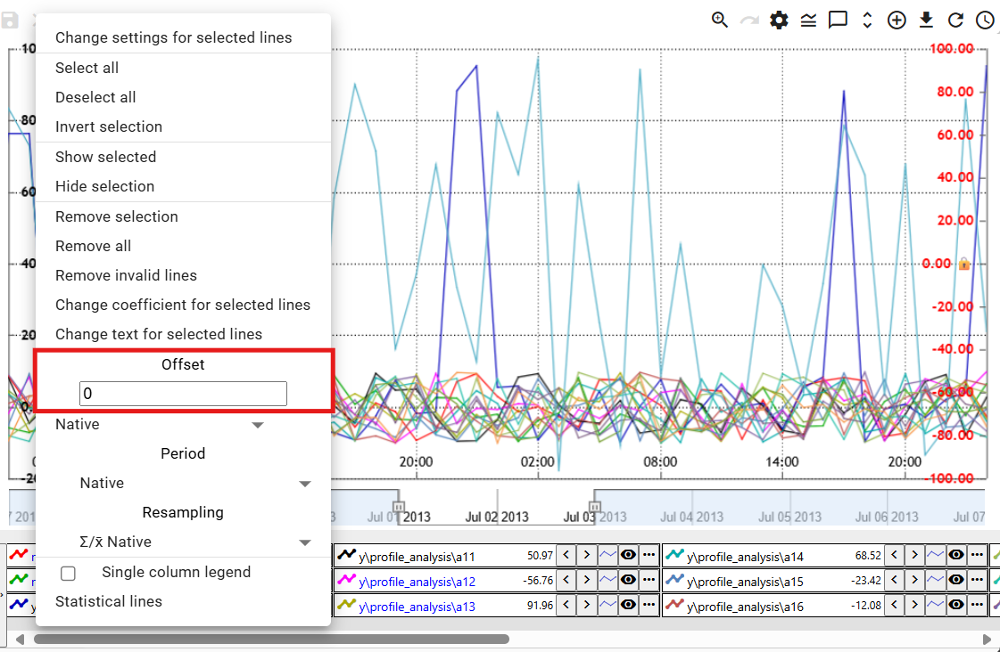 Change settings for selected lines
Select all
Deselect all
Invert selection
Show selected
Hide selection
Remove selection
Remove all
Remove invalid lines
Change coefficient for selected lines
Change text for selected lines
Offset
0
Native
Period
Native
Resampling
Σ/x̄ Native
Single column legend
Statistical lines
100.00
80.00
60.00
40.00
20.00
0.00
-20.00
-40.00
-60.00
-80.00
-100.00
20:00 02:00 08:00 14:00 20:00
2013 Jul 02 2013 Jul 03 2013 Jul 04 2013 Jul 05 2013 Jul 06 2013 Jul 07
y\profile_analysis\a11 50.97
y\profile_analysis\a14 68.52
y\profile_analysis\a12 -56.76
y\profile_analysis\a15 -23.42
y\profile_analysis\a13 91.96
y\profile_analysis\a16 -12.08